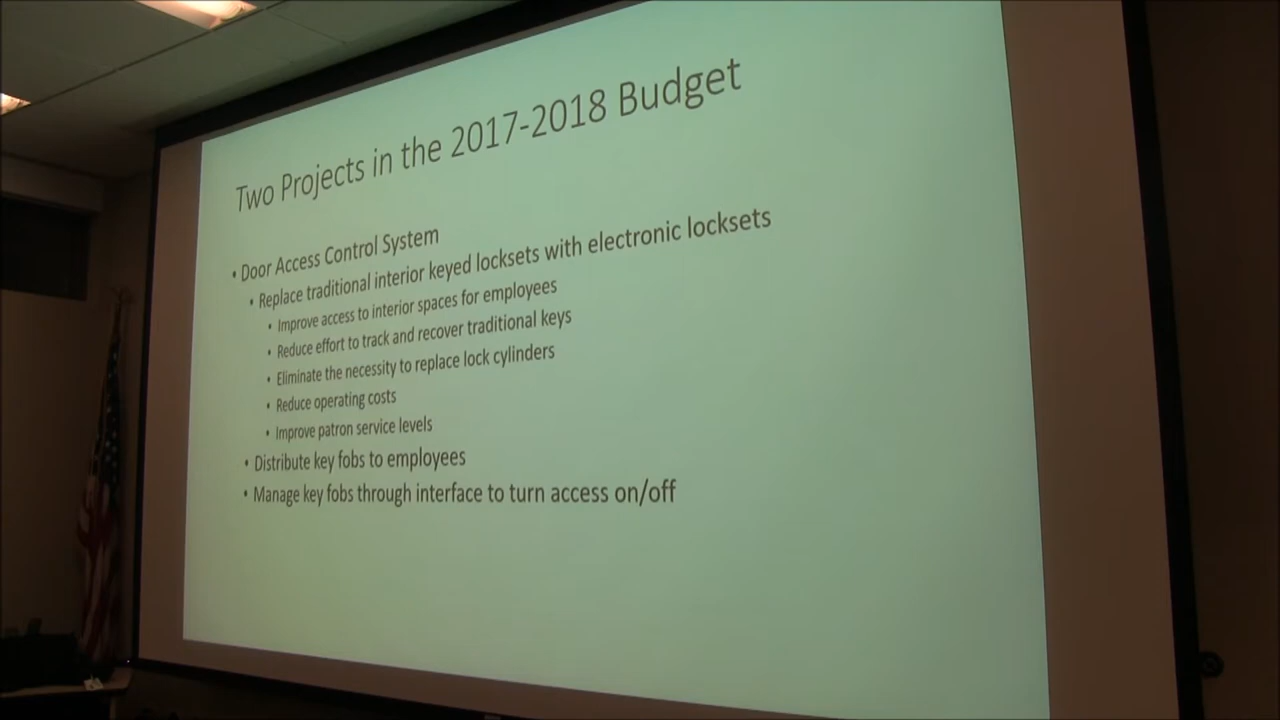 Two Projects in the 2017-2018 Budget
• Door Access Control System
• Replace traditional interior keyed locksets with electronic locksets
• Improve access to interior spaces for employees
• Reduce effort to track and recover traditional keys
• Eliminate the necessity to replace lock cylinders
• Reduce operating costs
• Improve patron service levels
• Distribute key fobs to employees
• Manage key fobs through interface to turn access on/off